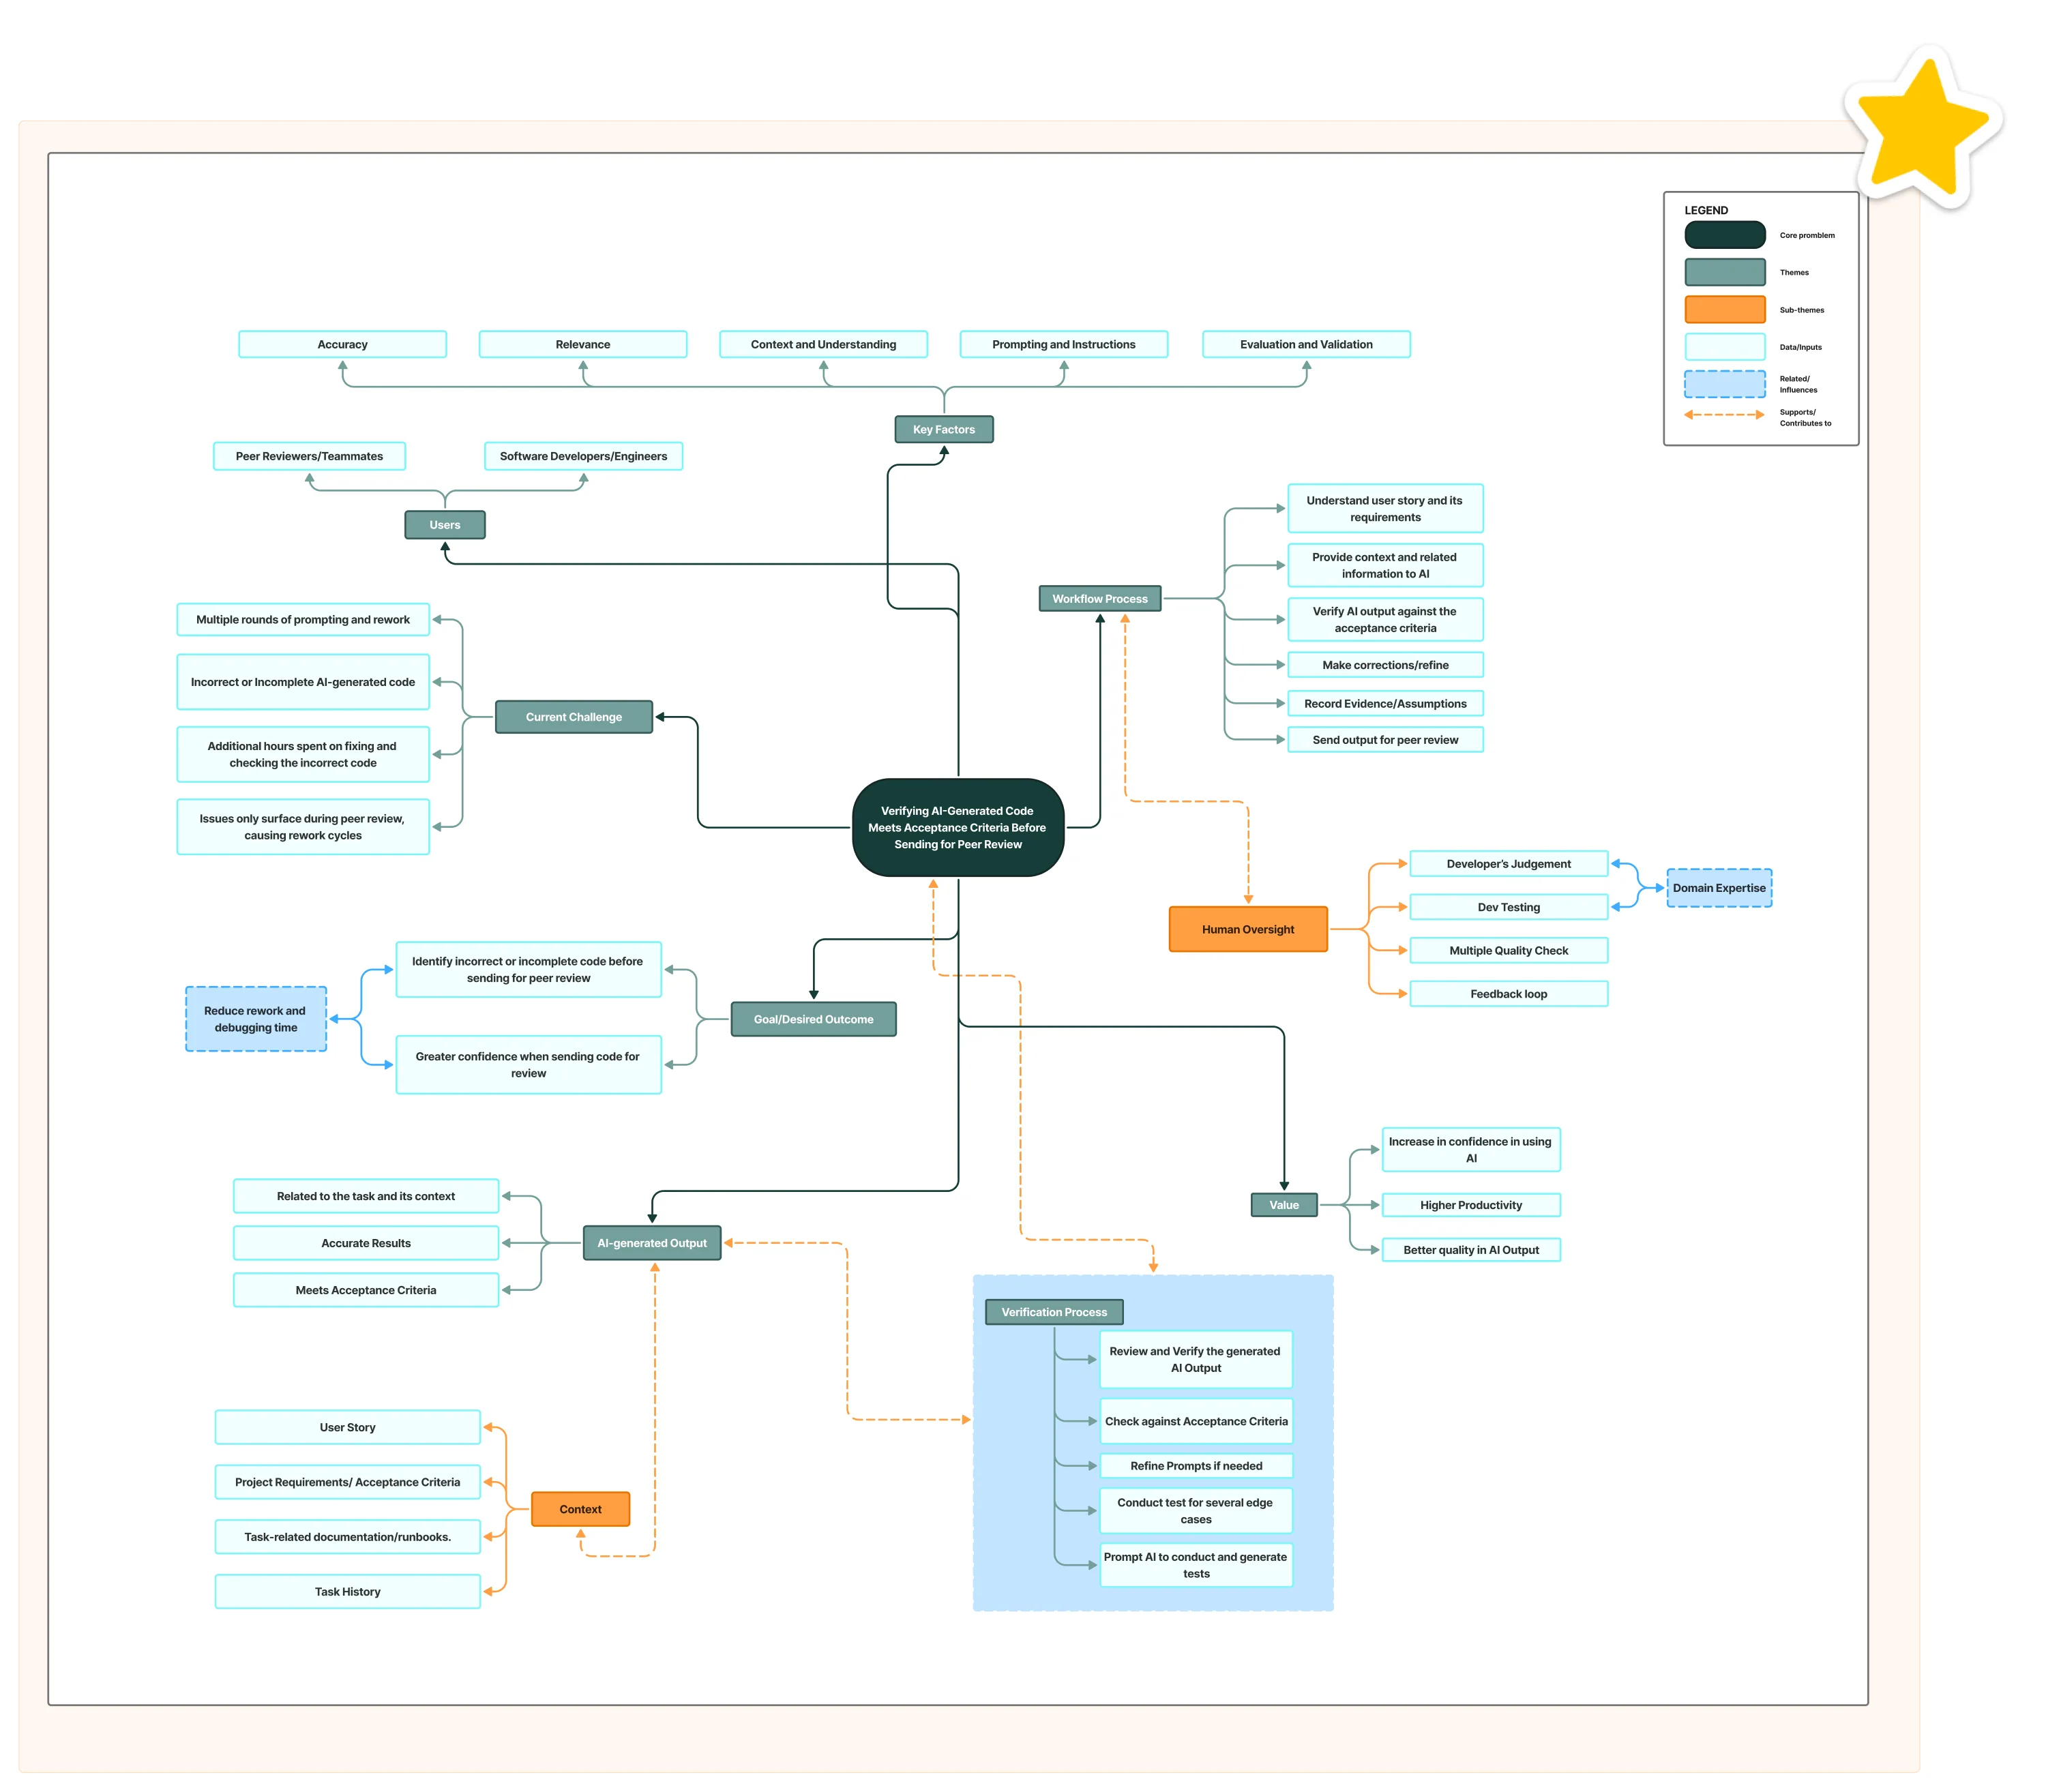 LEGEND
Core promblem
Themes
Sub-themes
Data/Inputs
Related/
Influences
Supports/
Contributes to
Accuracy
Relevance
Context and Understanding
Prompting and Instructions
Evaluation and Validation
Key Factors
Peer Reviewers/Teammates
Software Developers/Engineers
Users
Understand user story and its
requirements
Provide context and related
information to AI
Workflow Process
Verify AI output against the
acceptance criteria
Make corrections/refine
Record Evidence/Assumptions
Send output for peer review
Multiple rounds of prompting and rework
Incorrect or Incomplete AI-generated code
Current Challenge
Additional hours spent on fixing and
checking the incorrect code
Issues only surface during peer review,
causing rework cycles
Verifying AI-Generated Code
Meets Acceptance Criteria Before
Sending for Peer Review
Developer's Judgement
Domain Expertise
Dev Testing
Human Oversight
Multiple Quality Check
Feedback loop
Identify incorrect or incomplete code before
sending for peer review
Reduce rework and
debugging time
Goal/Desired Outcome
Greater confidence when sending code for
review
Increase in confidence in using
AI
Value
Higher Productivity
Better quality in AI Output
Related to the task and its context
Accurate Results
AI-generated Output
Meets Acceptance Criteria
Verification Process
Review and Verify the generated
AI Output
Check against Acceptance Criteria
Refine Prompts if needed
Conduct test for several edge
cases
Prompt AI to conduct and generate
tests
User Story
Project Requirements/ Acceptance Criteria
Context
Task-related documentation/runbooks.
Task History